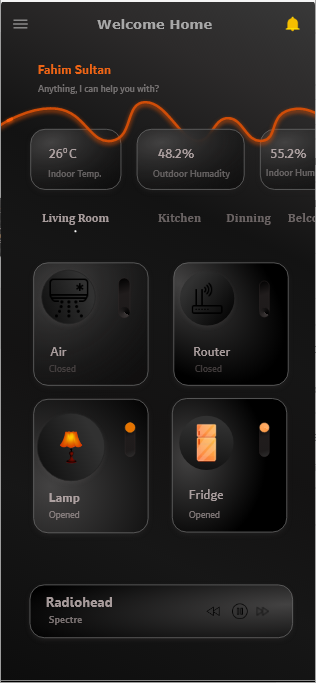 Welcome Home
Fahim Sultan
Anything, I can help you with?
26°C 48.2% 55.2%
Indoor Temp. Outdoor Humadity Indoor Hum
Living Room Kitchen Dinning Belco
Air Router
Closed Closed
Lamp Fridge
Opened Opened
Radiohead
Spectre